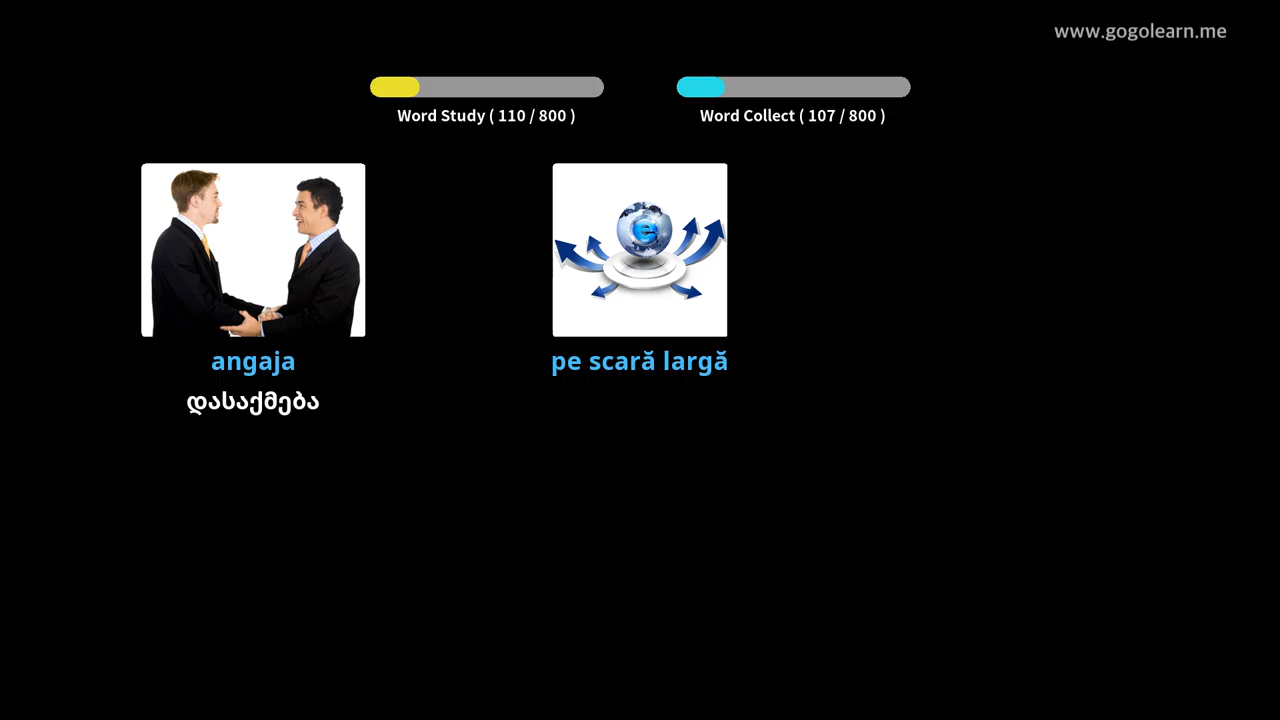 www.gogolearn.me
Word Study ( 110 / 800 )
Word Collect ( 107 / 800 )
e
angaja
pe scară largă
დასაქმება